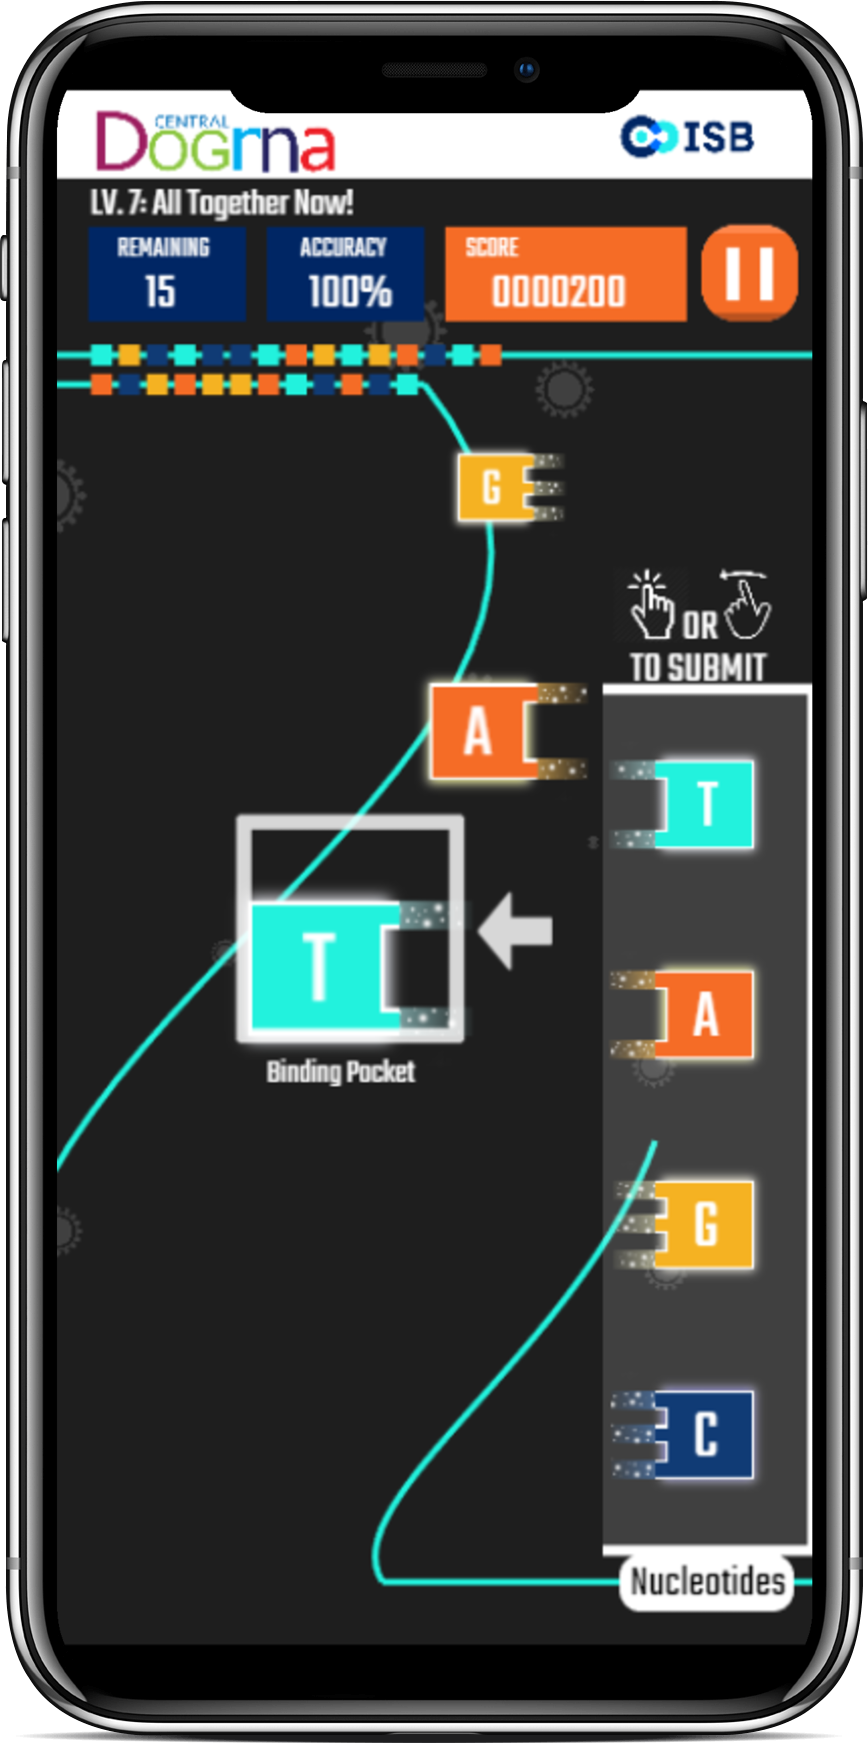 CENTRAL
Dogma
ISB
LV. 7: All Together Now!
REMAINING
15
ACCURACY
100%
SCORE
0000200
G
OR
TO SUBMIT
A
T
T
Binding Pocket
A
G
C
Nucleotides